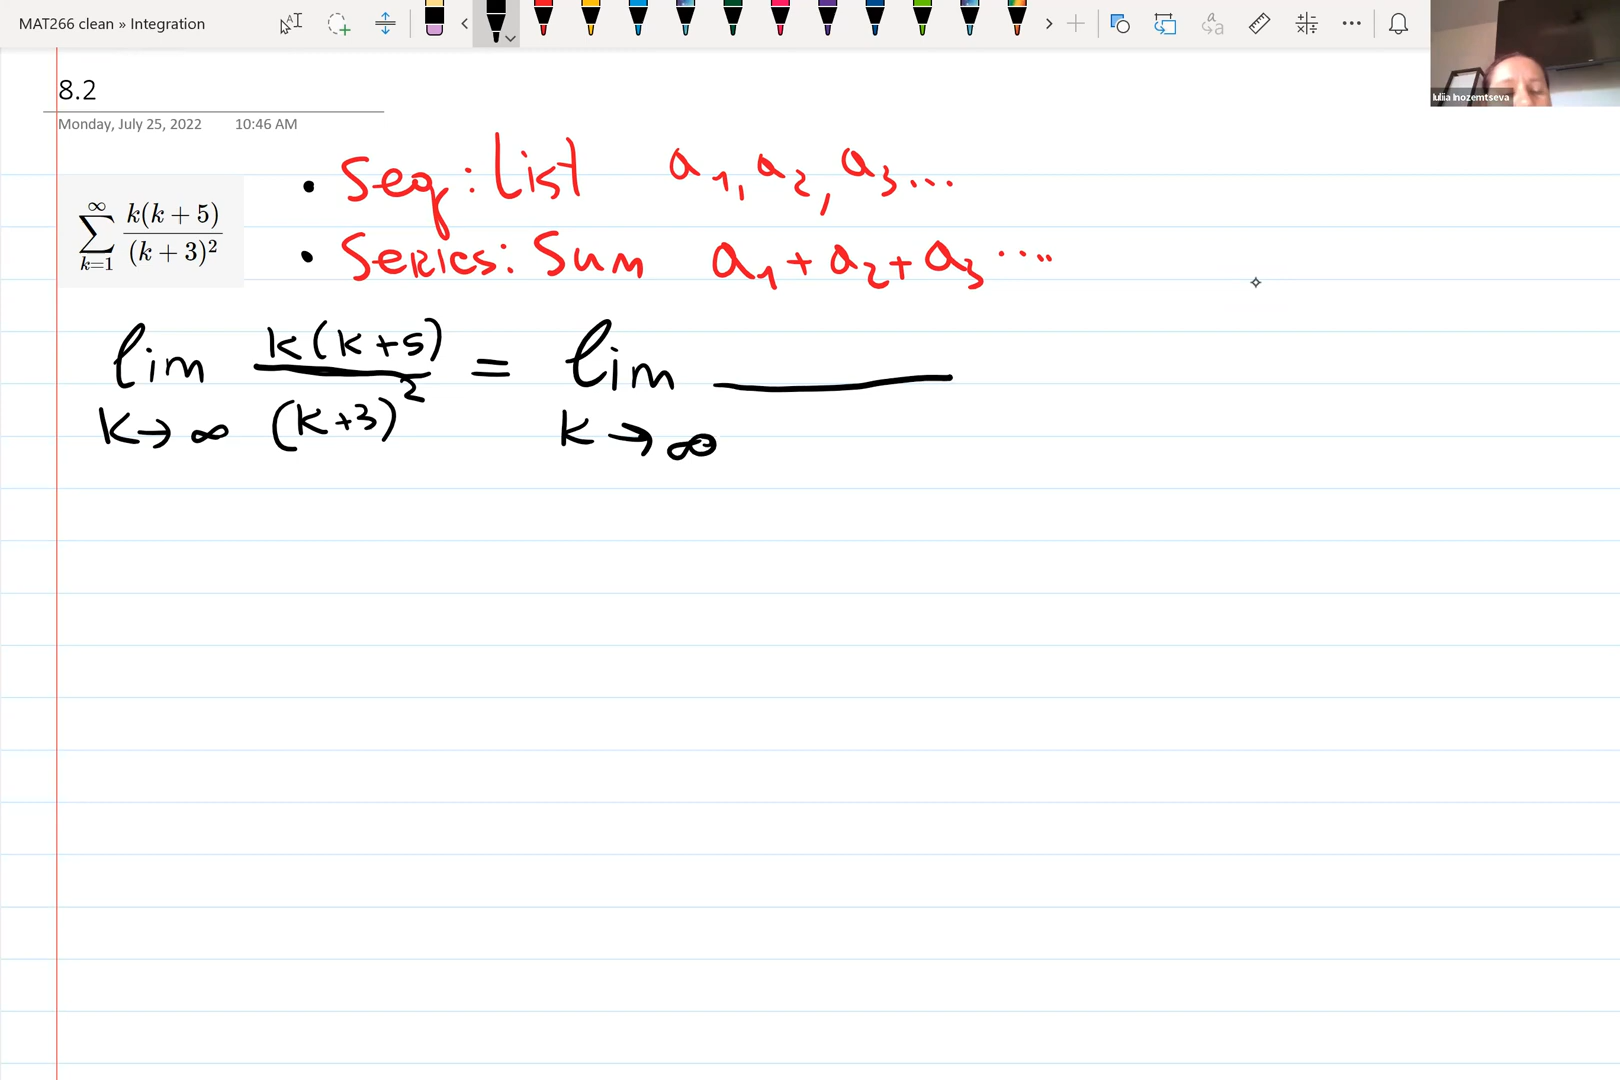 MAT266 clean » Integration
Iuliia Inozemtseva
8.2
Monday, July 25, 2022 10:46 AM
• Seq: List a₁, a₂, a₃...
∑_{k=1}^{∞} k(k + 5)/(k + 3)²
• Series: Sum a₁ + a₂ + a₃ ....
lim_{k→∞} k(k+5)/(k+3)² = lim_{k→∞} ———